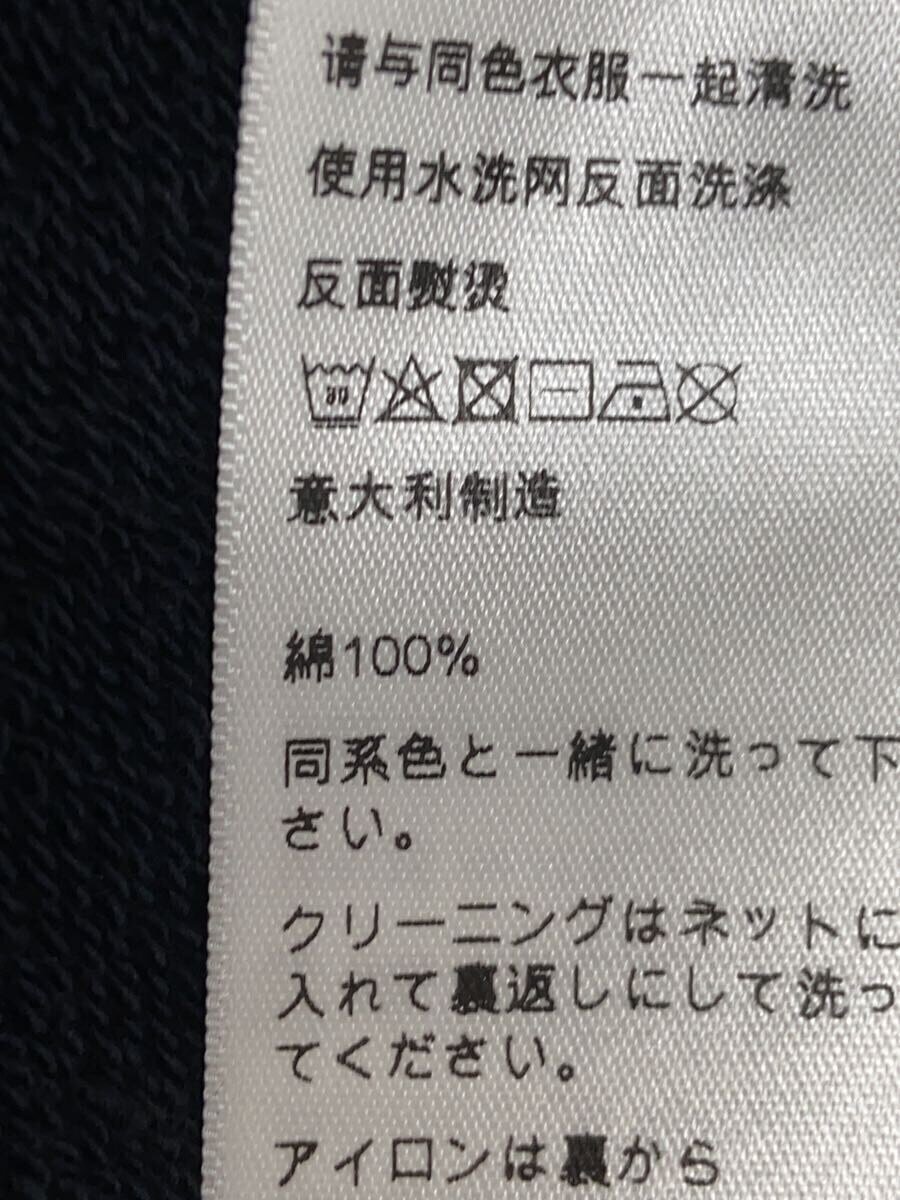 请与同色衣服一起清洗
使用水洗网反面洗涤
反面熨烫
30
意大利制造
綿100%
同系色と一緒に洗って下
さい。
クリーニングはネットに
入れて裏返しにして洗っ
てください。
アイロンは裏から